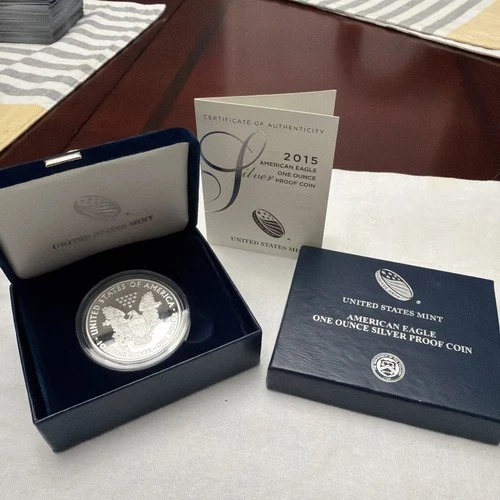 UNITED STATES MINT
UNITED STATES OF AMERICA
CERTIFICATE OF AUTHENTICITY
Silver
2015
AMERICAN EAGLE
ONE OUNCE
PROOF COIN
UNITED STATES MI
UNITED STATES MINT
AMERICAN EAGLE
ONE OUNCE SILVER PROOF COIN